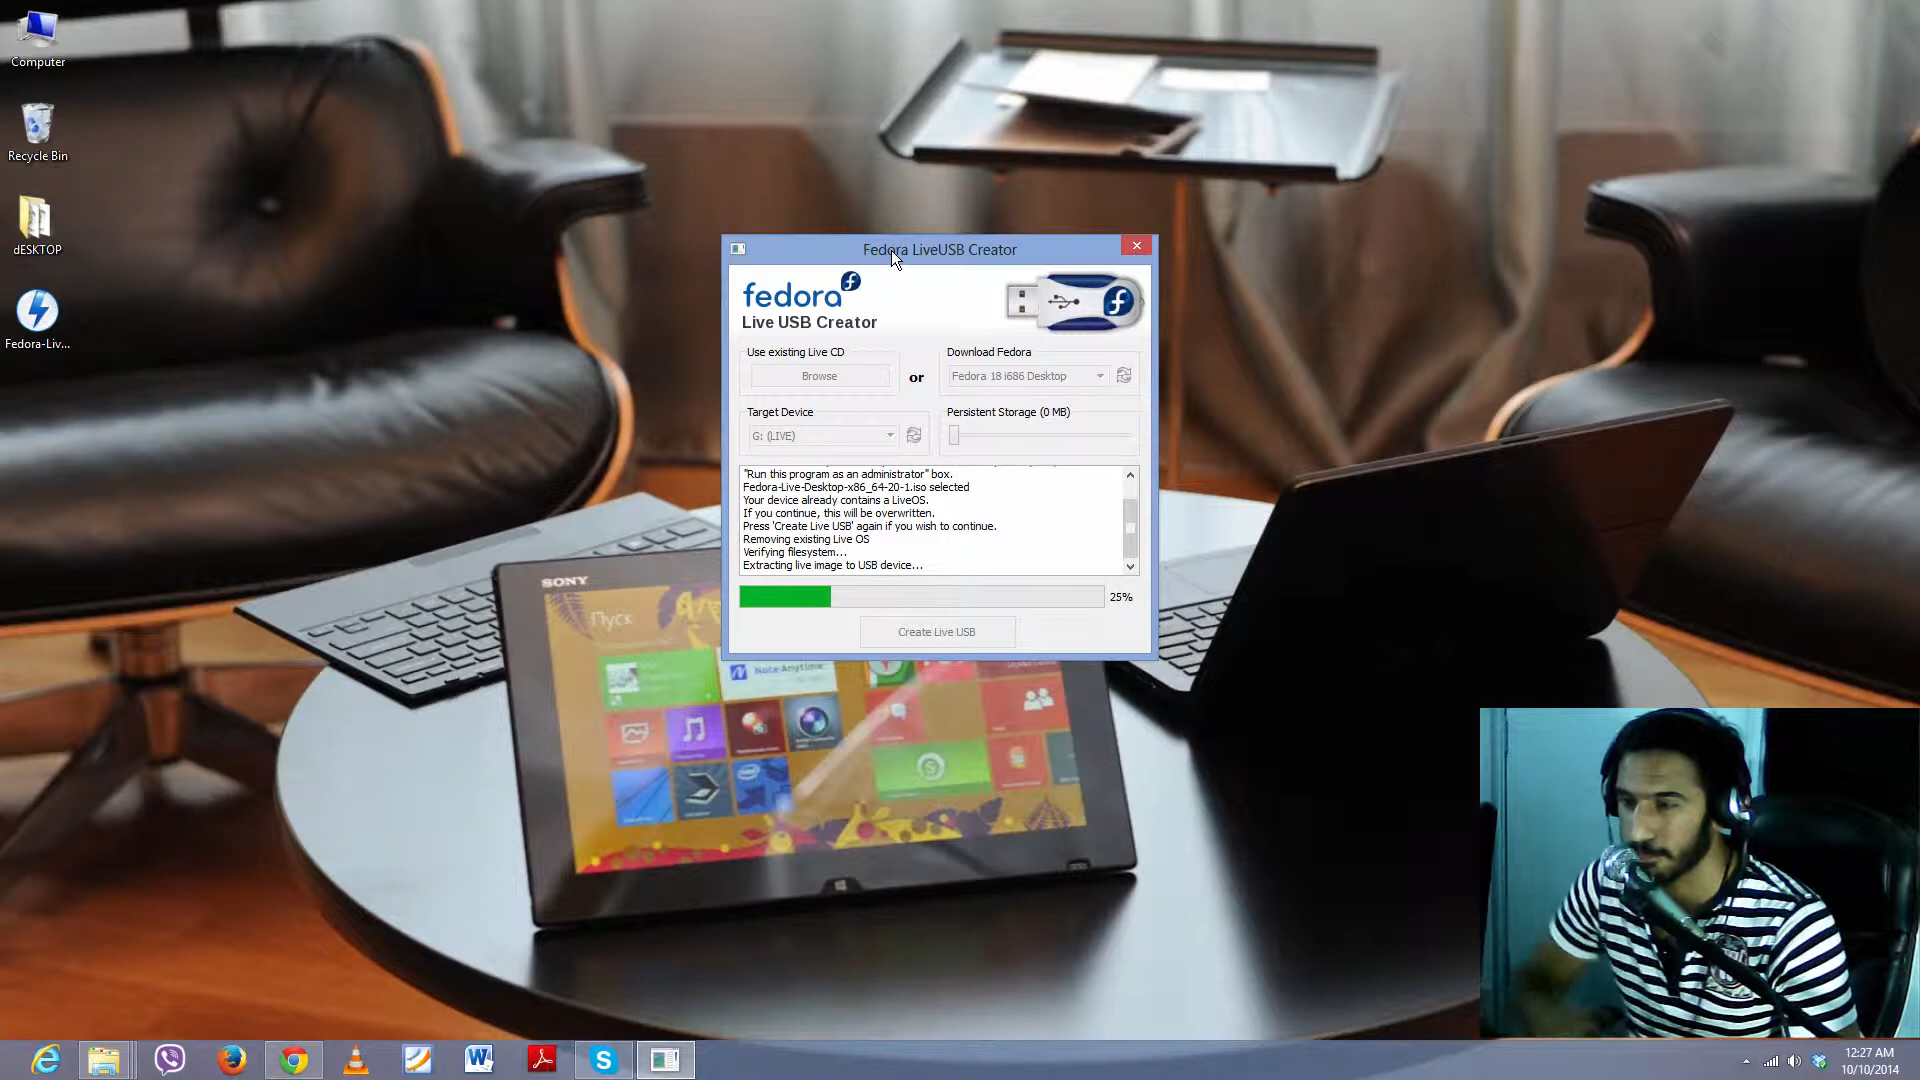 Computer
Recycle Bin
dESKTOP
Fedora-Liv...
Fedora LiveUSB Creator
fedora
Live USB Creator
Use existing Live CD
Browse
or
Download Fedora
Fedora 18 i686 Desktop
Target Device
G: (LIVE)
Persistent Storage (0 MB)
"Run this program as an administrator" box.
Fedora-Live-Desktop-x86_64-20-1.iso selected
Your device already contains a LiveOS.
If you continue, this will be overwritten.
Press 'Create Live USB' again if you wish to continue.
Removing existing Live OS
Verifying filesystem...
Extracting live image to USB device...
25%
Create Live USB
SONY
Пуск
Note Anytime
12:27 AM
10/10/2014